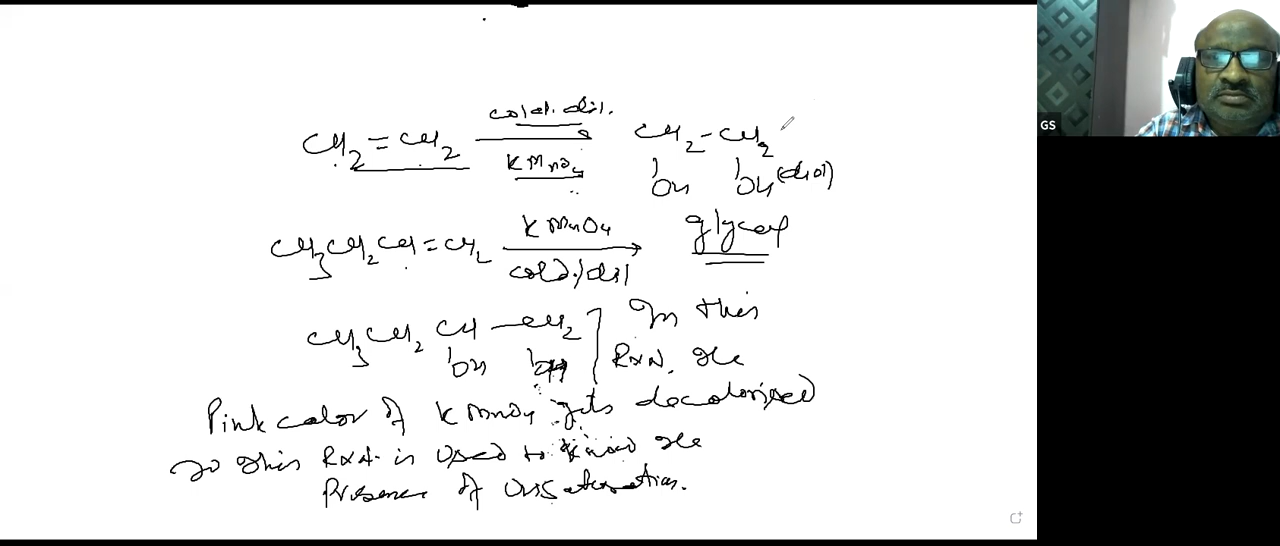 cold. dil.
CH2=CH2 → CH2-CH2
KMnO4
OH OH (diol)
KMnO4 glycol
CH3CH2CH=CH2 →
cold/dil
CH3CH2CH-CH2 In this
OH OH RxN. the
Pink color of KMnO4 gets decolorised
So this RxN. is used to know the
Presence of Unsaturation.
GS